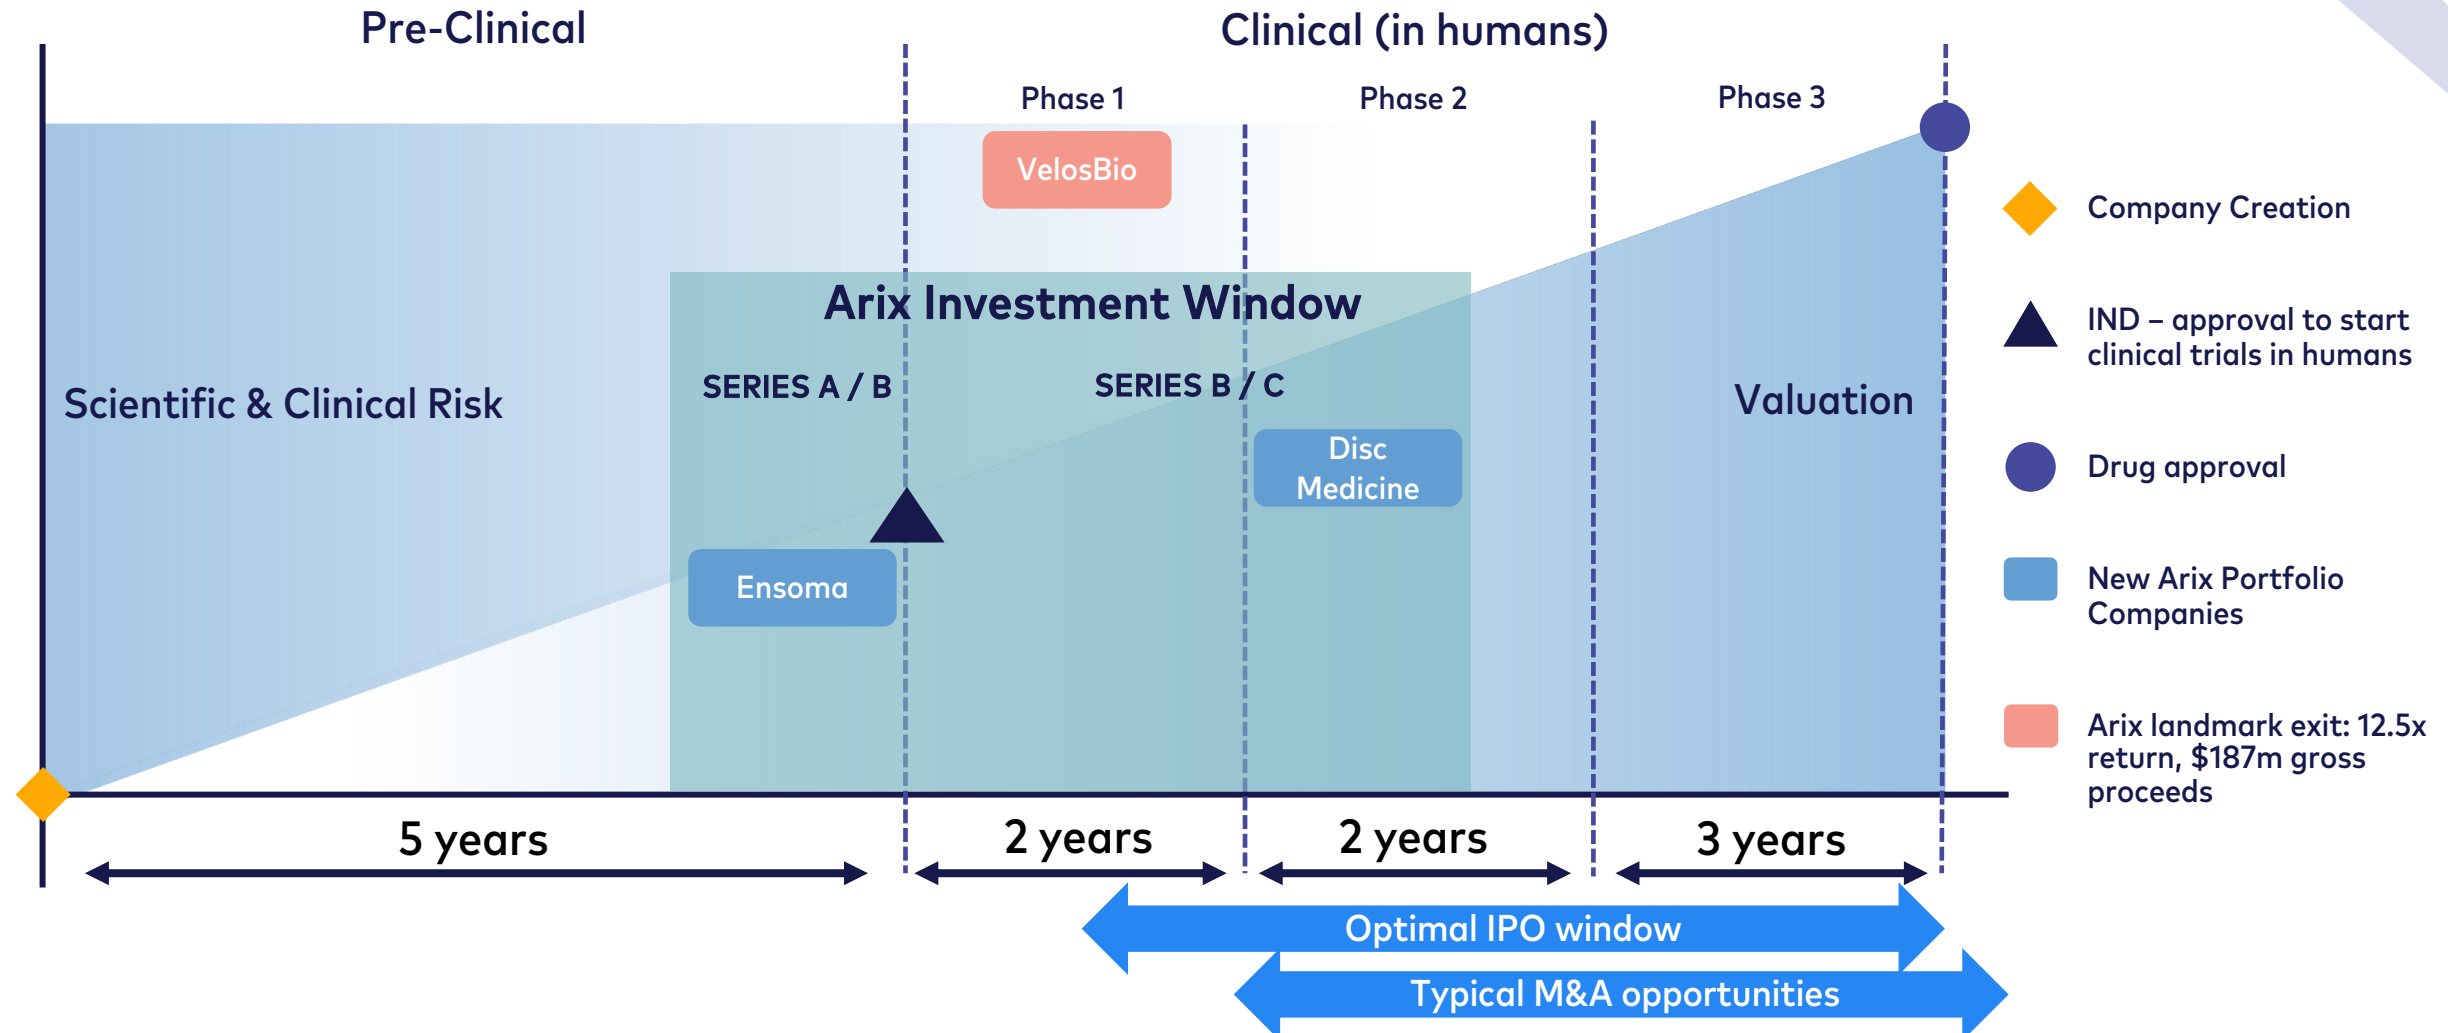 Pre-Clinical
Clinical (in humans)
Phase 1
Phase 2
Phase 3
VelosBio
Arix Investment Window
SERIES A / B
SERIES B / C
Scientific & Clinical Risk
Valuation
Disc
Medicine
Ensoma
5 years
2 years
2 years
3 years
Optimal IPO window
Typical M&A opportunities
Company Creation
IND – approval to start
clinical trials in humans
Drug approval
New Arix Portfolio
Companies
Arix landmark exit: 12.5x
return, $187m gross
proceeds